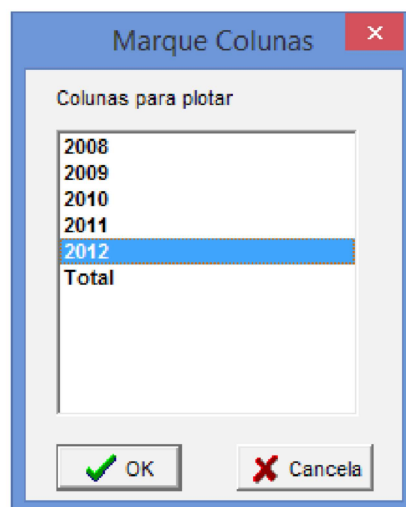 Marque Colunas
Colunas para plotar
2008
2009
2010
2011
2012
Total
OK
Cancela